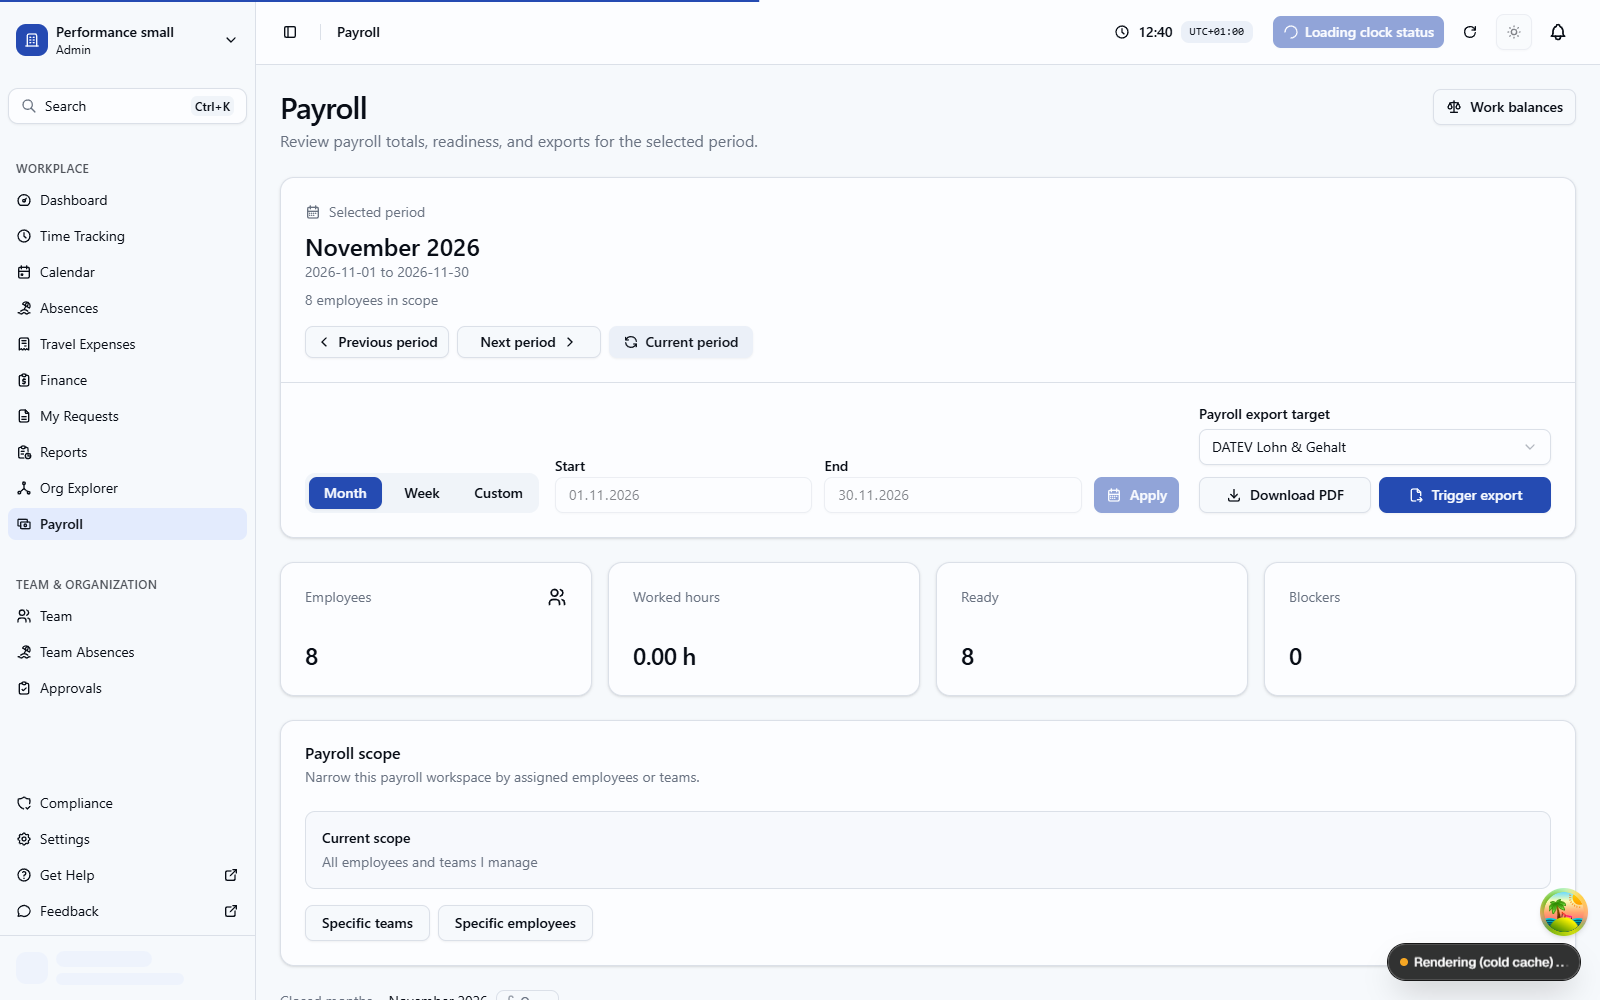 Performance small
Admin
Search
Ctrl+K
WORKPLACE
Dashboard
Time Tracking
Calendar
Absences
Travel Expenses
Finance
My Requests
Reports
Org Explorer
Payroll
TEAM & ORGANIZATION
Team
Team Absences
Approvals
Compliance
Settings
Get Help
Feedback
Payroll
12:40
UTC+01:00
Loading clock status
Payroll
Review payroll totals, readiness, and exports for the selected period.
Work balances
Selected period
November 2026
2026-11-01 to 2026-11-30
8 employees in scope
Previous period
Next period
Current period
Month
Week
Custom
Start
01.11.2026
End
30.11.2026
Apply
Payroll export target
DATEV Lohn & Gehalt
Download PDF
Trigger export
Employees
8
Worked hours
0.00 h
Ready
8
Blockers
0
Payroll scope
Narrow this payroll workspace by assigned employees or teams.
Current scope
All employees and teams I manage
Specific teams
Specific employees
Rendering (cold cache) ...
Closed months
November 2026